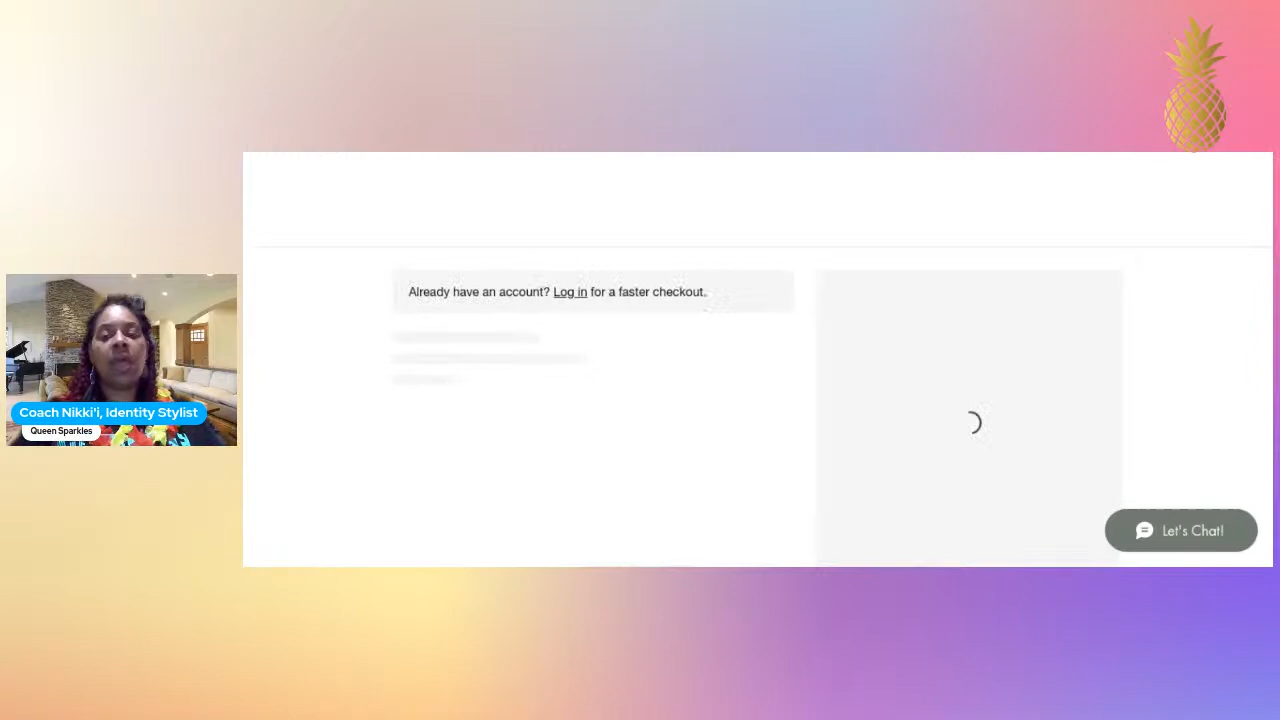 Already have an account? Log in for a faster checkout.
Coach Nikki'i, Identity Stylist
Queen Sparkles
Let's Chat!